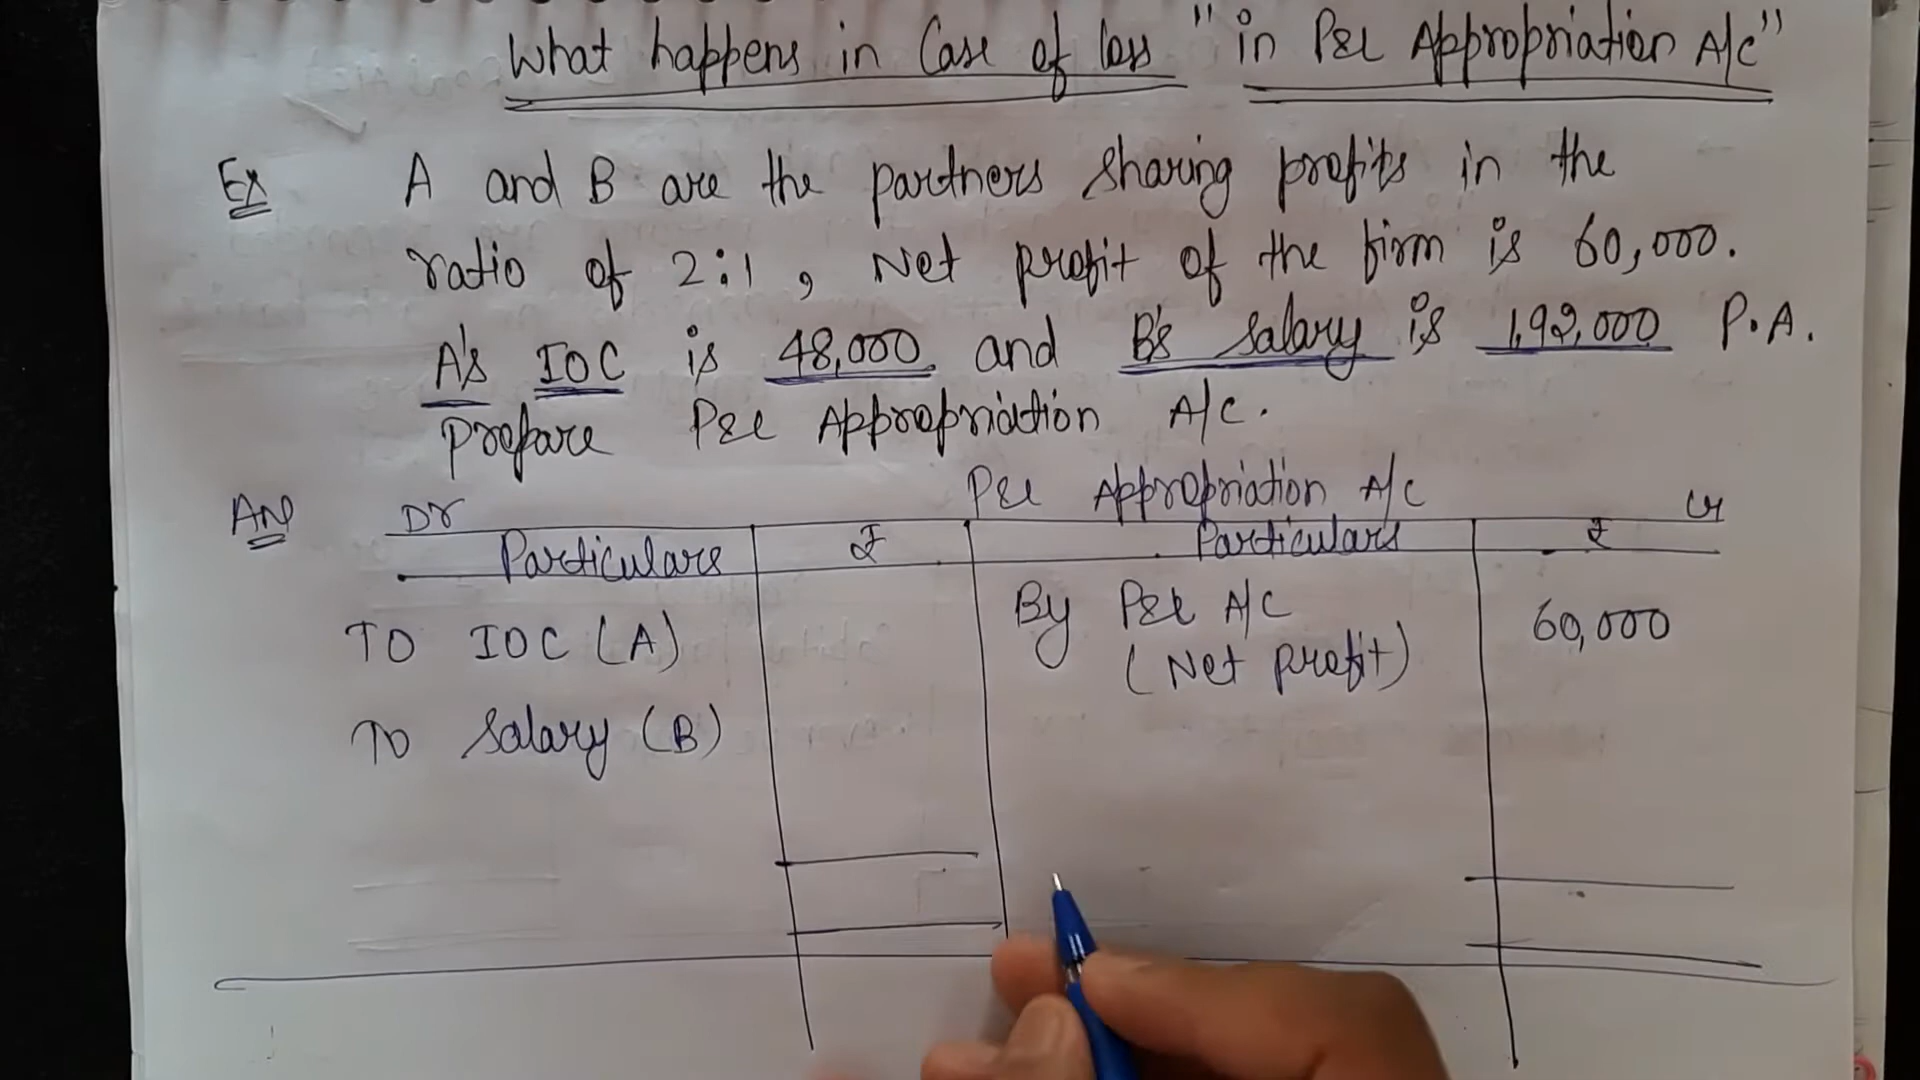 What happens in Case of loss "in P&L Appropriation A/c"
Ex A and B are the partners sharing profits in the
ratio of 2:1, Net profit of the firm is 60,000.
A's IOC is 48,000 and B's salary is 1,92,000 P.A.
Prepare P&L Appropriation A/C.
Ans Dr P&L Appropriation A/C Cr
Particulars ₹ Particulars ₹
TO IOC (A) By P&L A/C 60,000
(Net profit)
TO Salary (B)